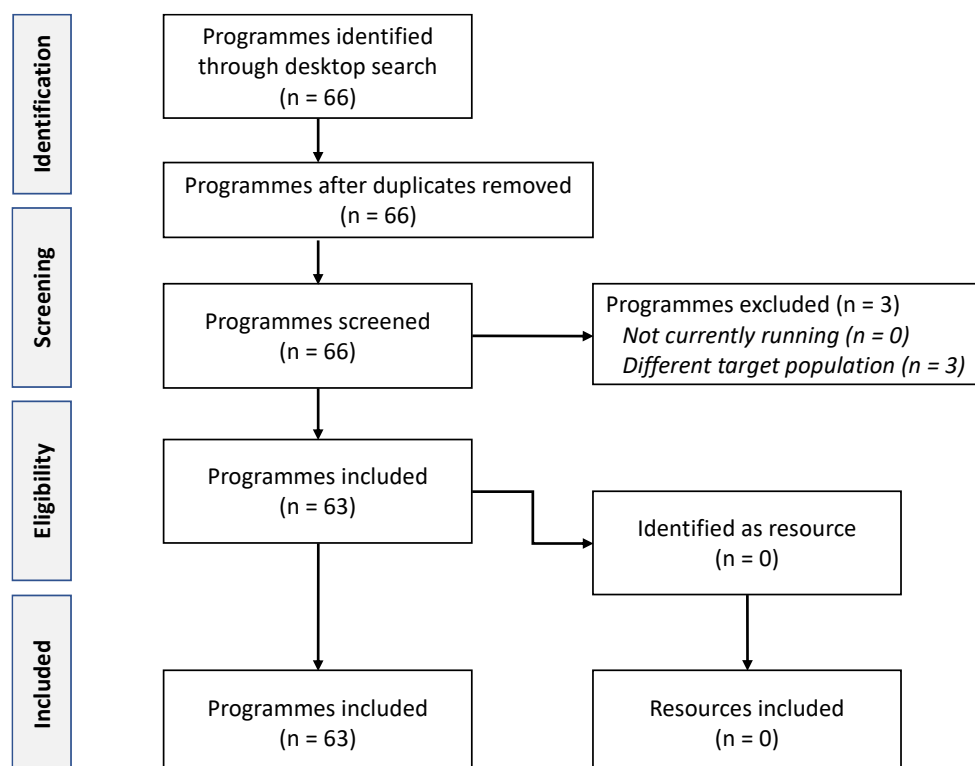 Identification
Programmes identified
through desktop search
(n = 66)
Programmes after duplicates removed
(n = 66)
Screening
Programmes screened
(n = 66)
Programmes excluded (n = 3)
Not currently running (n = 0)
Different target population (n = 3)
Eligibility
Programmes included
(n = 63)
Identified as resource
(n = 0)
Included
Programmes included
(n = 63)
Resources included
(n = 0)